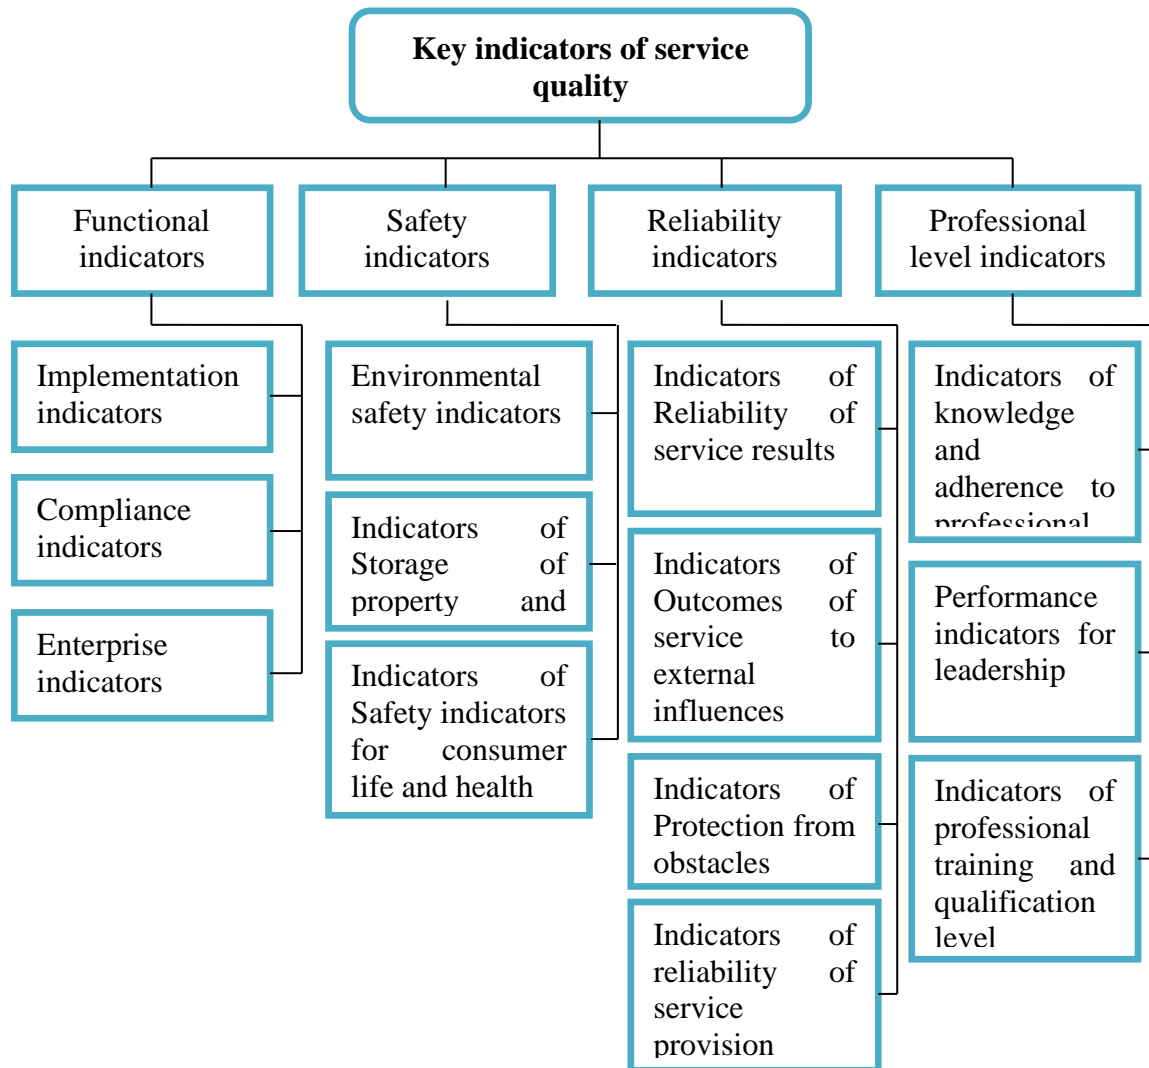 Key indicators of service
quality
Functional
indicators
Safety
indicators
Reliability
indicators
Professional
level indicators
Implementation
indicators
Compliance
indicators
Enterprise
indicators
Environmental
safety indicators
Indicators of
Storage of
property and
Indicators of
Safety indicators
for consumer
life and health
Indicators of
Reliability of
service results
Indicators of
Outcomes of
service to
external
influences
Indicators of
Protection from
obstacles
Indicators of
reliability of
service
provision
Indicators of
knowledge
and
adherence to
professional
Performance
indicators for
leadership
Indicators of
professional
training and
qualification
level